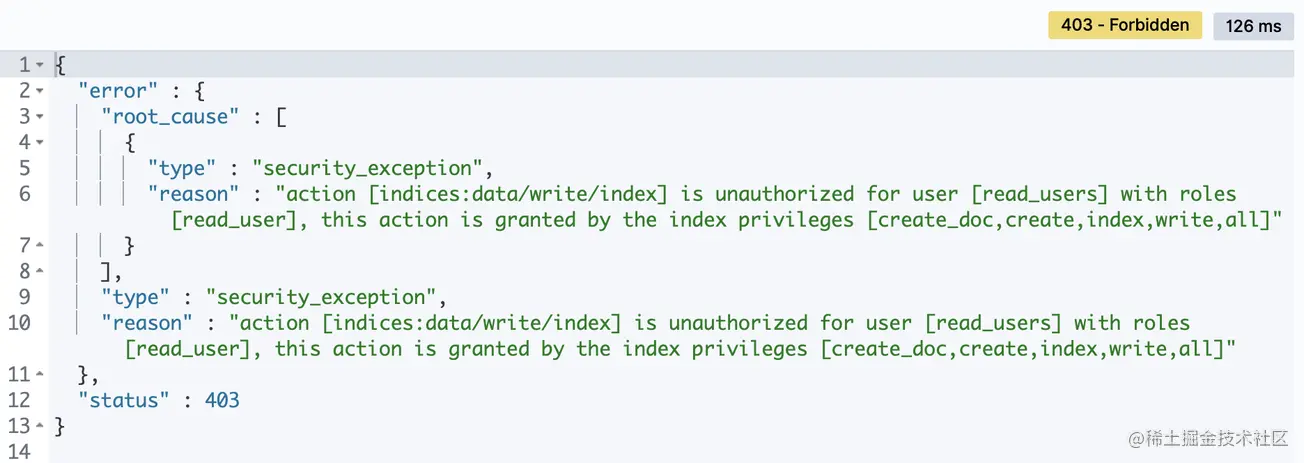 403 - Forbidden 126 ms
1 {
2 "error" : {
3 "root_cause" : [
4 {
5 "type" : "security_exception",
6 "reason" : "action [indices:data/write/index] is unauthorized for user [read_users] with roles
[read_user], this action is granted by the index privileges [create_doc,create,index,write,all]"
7 }
8 ],
9 "type" : "security_exception",
10 "reason" : "action [indices:data/write/index] is unauthorized for user [read_users] with roles
[read_user], this action is granted by the index privileges [create_doc,create,index,write,all]"
11 },
12 "status" : 403
13 }
14
@稀土掘金技术社区